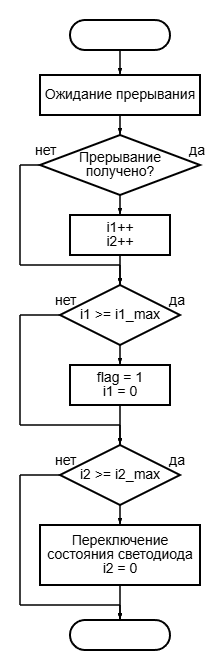 Ожидание прерывания
нет
да
Прерывание
получено?
i1++
i2++
нет
да
i1 >= i1_max
flag = 1
i1 = 0
нет
да
i2 >= i2_max
Переключение
состояния светодиода
i2 = 0